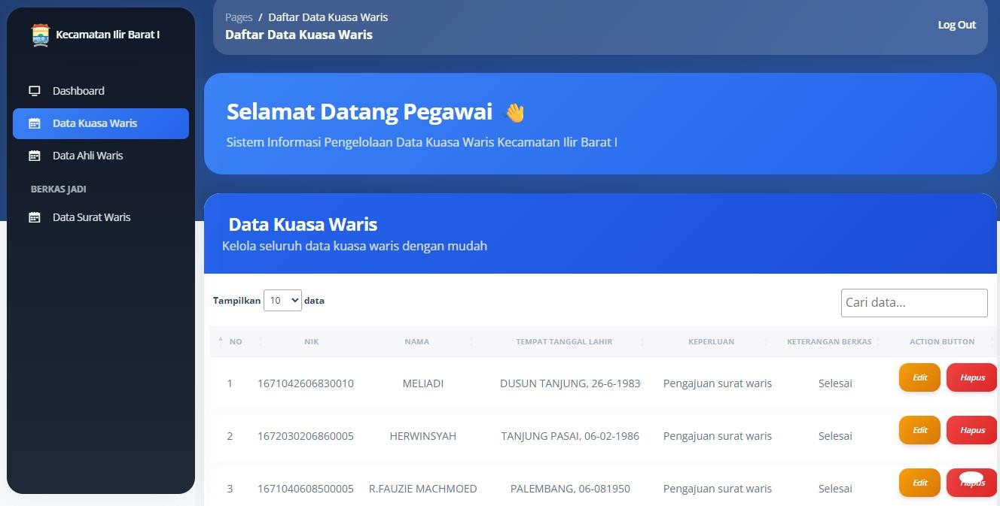 Kecamatan Ilir Barat I
Dashboard
Data Kuasa Waris
Data Ahli Waris
BERKAS JADI
Data Surat Waris
Pages / Daftar Data Kuasa Waris
Daftar Data Kuasa Waris
Log Out
Selamat Datang Pegawai
Sistem Informasi Pengelolaan Data Kuasa Waris Kecamatan Ilir Barat I
Data Kuasa Waris
Kelola seluruh data kuasa waris dengan mudah
Tampilkan 10 data
Cari data...
NO NIK NAMA TEMPAT TANGGAL LAHIR KEPERLUAN KETERANGAN BERKAS ACTION BUTTON
1 1671042606830010 MELIADI DUSUN TANJUNG, 26-6-1983 Pengajuan surat waris Selesai Edit Hapus
2 1672030206860005 HERWINSYAH TANJUNG PASAI, 06-02-1986 Pengajuan surat waris Selesai Edit Hapus
3 1671040608500005 R.FAUZIE MACHMOED PALEMBANG, 06-081950 Pengajuan surat waris Selesai Edit Hapus